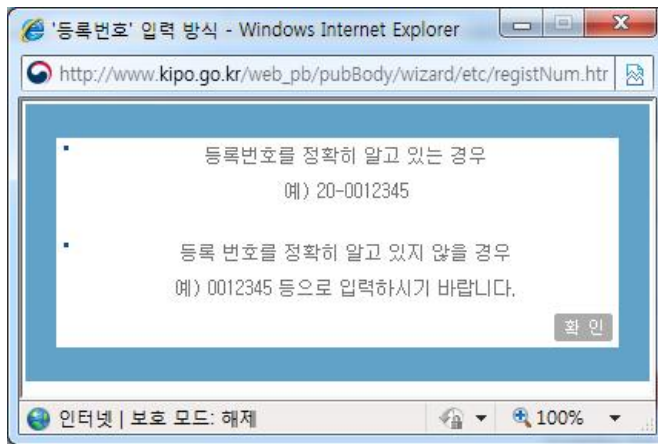 '등록번호' 입력 방식 - Windows Internet Explorer
http://www.kipo.go.kr/web_pb/pubBody/wizard/etc/registNum.htr
등록번호를 정확히 알고 있는 경우
예) 20-0012345
등록 번호를 정확히 알고 있지 않을 경우
예) 0012345 등으로 입력하시기 바랍니다.
확 인
인터넷 | 보호 모드: 해제
100%